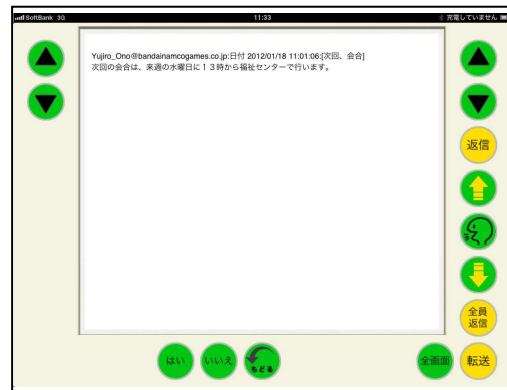 SoftBank 3G 11:33 充電していません
Yujiro_Ono@bandainamcogames.co.jp:日付 2012/01/18 11:01:06:[次回、会合]
次回の会合は、来週の水曜日に１３時から福祉センターで行います。
返信
全員
返信
はい いいえ もどる 全画面 転送